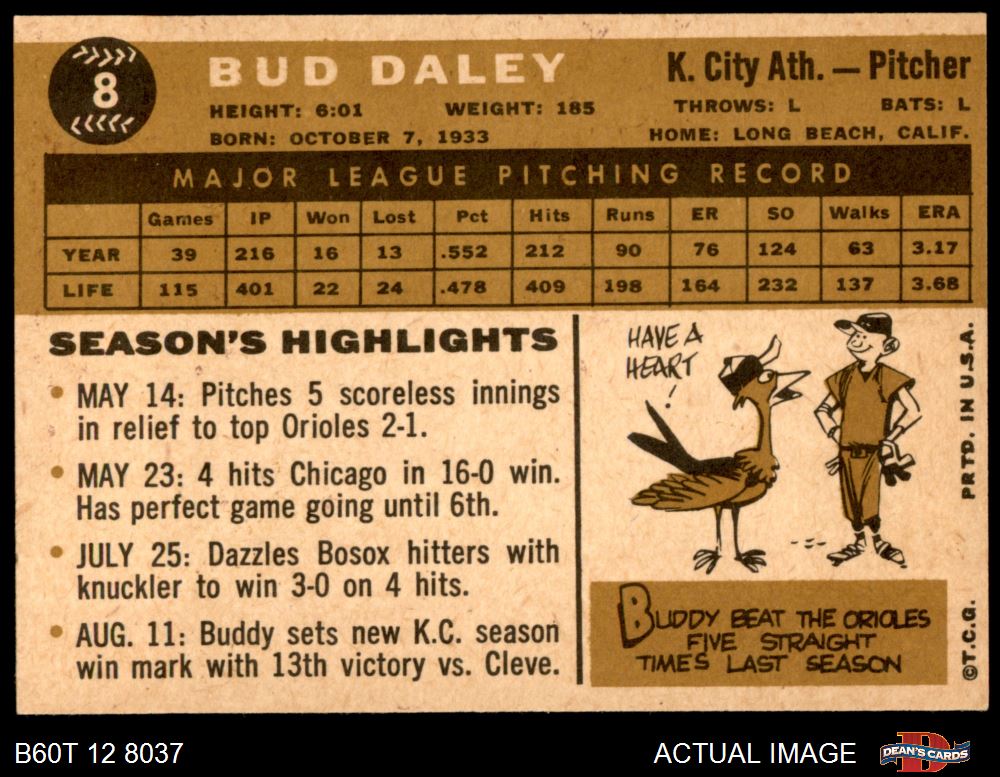 8
BUD DALEY
K. City Ath. — Pitcher
HEIGHT: 6:01 WEIGHT: 185 THROWS: L BATS: L
BORN: OCTOBER 7, 1933 HOME: LONG BEACH, CALIF.
MAJOR LEAGUE PITCHING RECORD
Games IP Won Lost Pct Hits Runs ER SO Walks ERA
YEAR 39 216 16 13 .552 212 90 76 124 63 3.17
LIFE 115 401 22 24 .478 409 198 164 232 137 3.68
SEASON'S HIGHLIGHTS
• MAY 14: Pitches 5 scoreless innings
in relief to top Orioles 2-1.
• MAY 23: 4 hits Chicago in 16-0 win.
Has perfect game going until 6th.
• JULY 25: Dazzles Bosox hitters with
knuckler to win 3-0 on 4 hits.
• AUG. 11: Buddy sets new K.C. season
win mark with 13th victory vs. Cleve.
HAVE A
HEART
!
BUDDY BEAT THE ORIOLES
FIVE STRAIGHT
TIMES LAST SEASON
©T.C.G. PRTD. IN U.S.A.
B60T 12 8037 ACTUAL IMAGE
DEAN'S CARDS